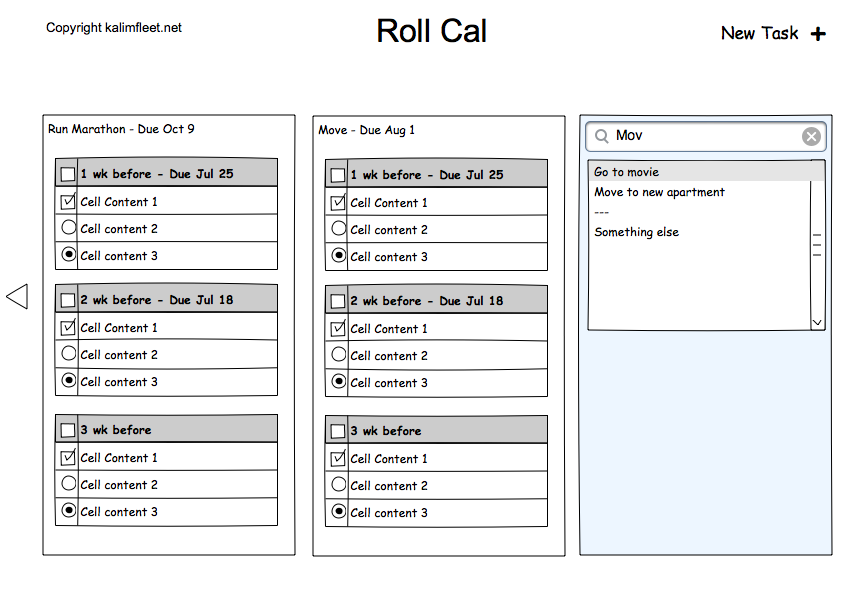 Copyright kalimfleet.net
Roll Cal
New Task +
Run Marathon - Due Oct 9
1 wk before - Due Jul 25
Cell Content 1
Cell content 2
Cell content 3
2 wk before - Due Jul 18
Cell Content 1
Cell content 2
Cell content 3
3 wk before
Cell Content 1
Cell content 2
Cell content 3
Move - Due Aug 1
1 wk before - Due Jul 25
Cell Content 1
Cell content 2
Cell content 3
2 wk before - Due Jul 18
Cell Content 1
Cell content 2
Cell content 3
3 wk before
Cell Content 1
Cell content 2
Cell content 3
Mov
Go to movie
Move to new apartment
---
Something else